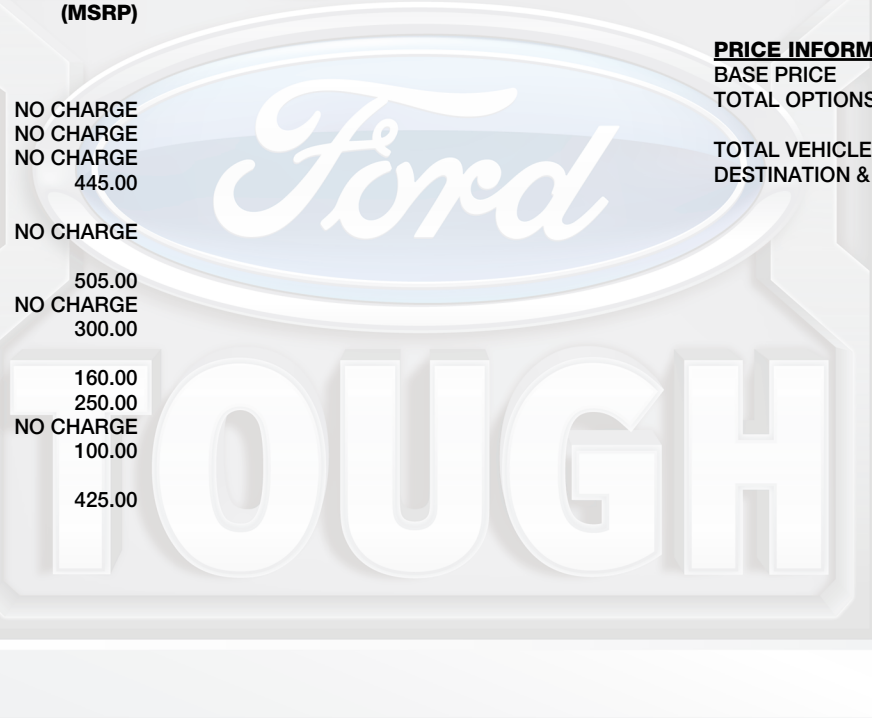 (MSRP)
NO CHARGE
NO CHARGE
NO CHARGE
445.00
NO CHARGE
505.00
NO CHARGE
300.00
160.00
250.00
NO CHARGE
100.00
425.00
PRICE INFORM
BASE PRICE
TOTAL OPTIONS
TOTAL VEHICLE
DESTINATION &
Ford
TOUGH